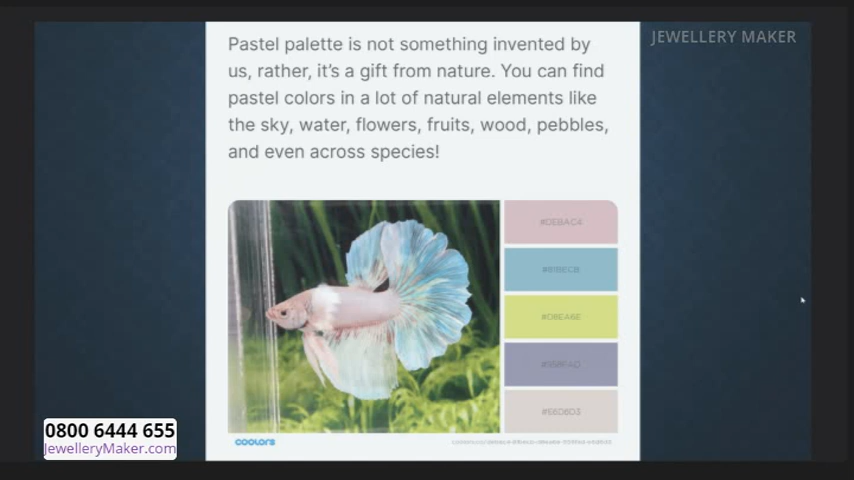 JEWELLERY MAKER
Pastel palette is not something invented by
us, rather, it's a gift from nature. You can find
pastel colors in a lot of natural elements like
the sky, water, flowers, fruits, wood, pebbles,
and even across species!
coolors
0800 6444 655
JewelleryMaker.com